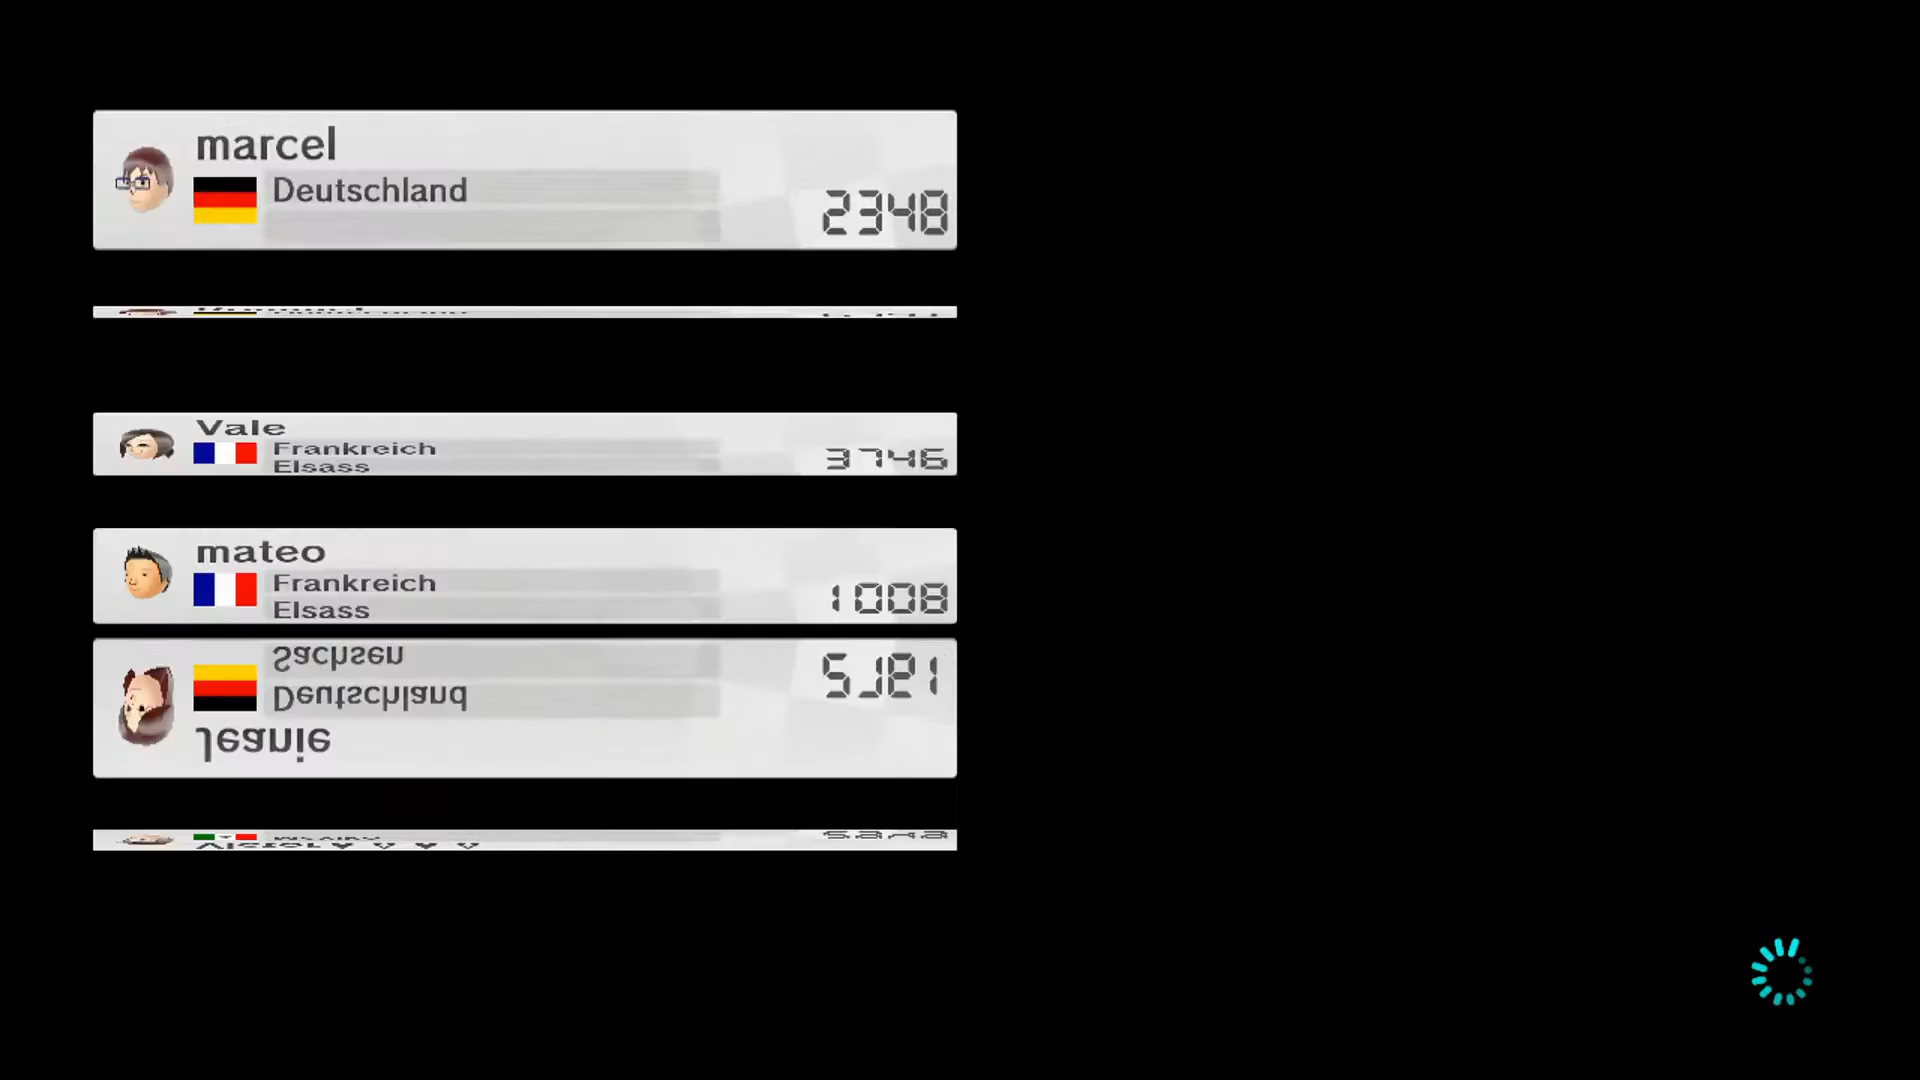 marcel
Deutschland
2348
Vale
Frankreich
Elsass
3746
mateo
Frankreich
Elsass
1008
Sachsen
Deutschland
Jeanie